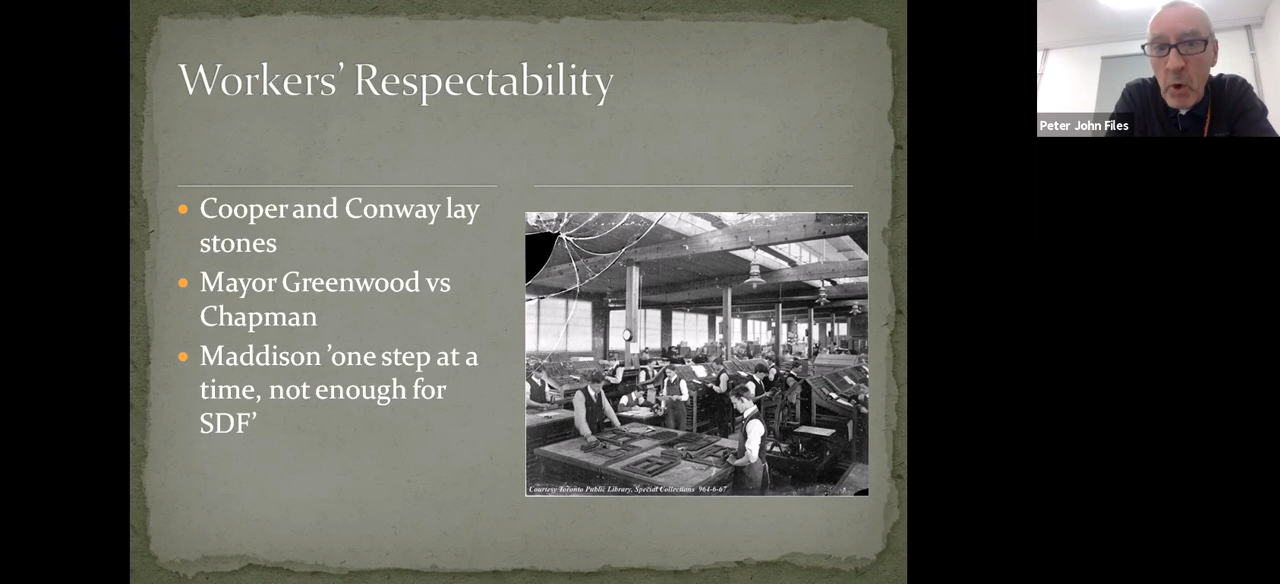 Workers’ Respectability
Cooper and Conway lay
stones
Mayor Greenwood vs
Chapman
Maddison ’one step at a
time, not enough for
SDF’
Courtesy Toronto Public Library, Special Collections 964-6-67
Peter John Files